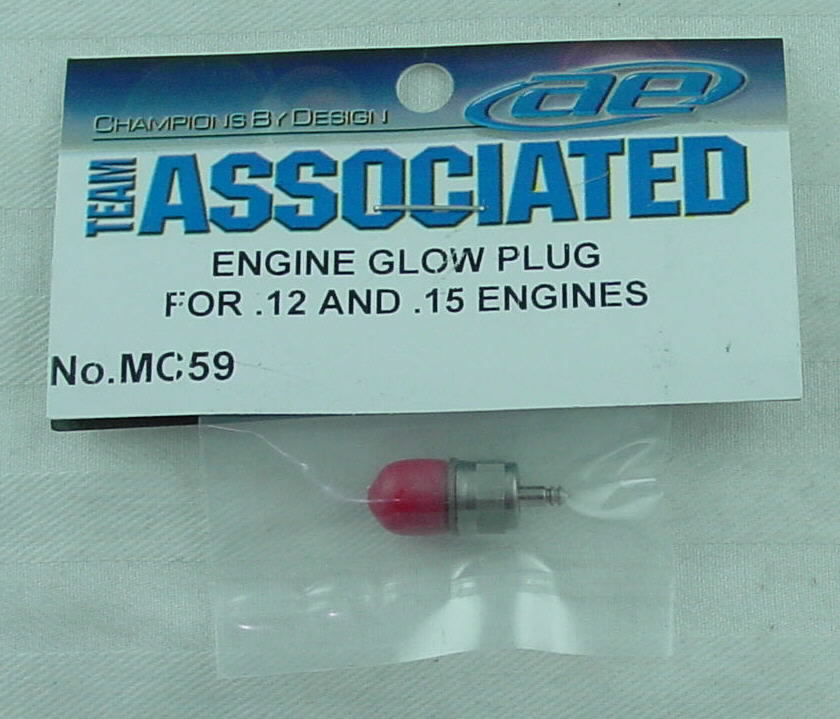 CHAMPIONS BY DESIGN
ae
TEAM
ASSOCIATED
ENGINE GLOW PLUG
FOR .12 AND .15 ENGINES
No.MC59